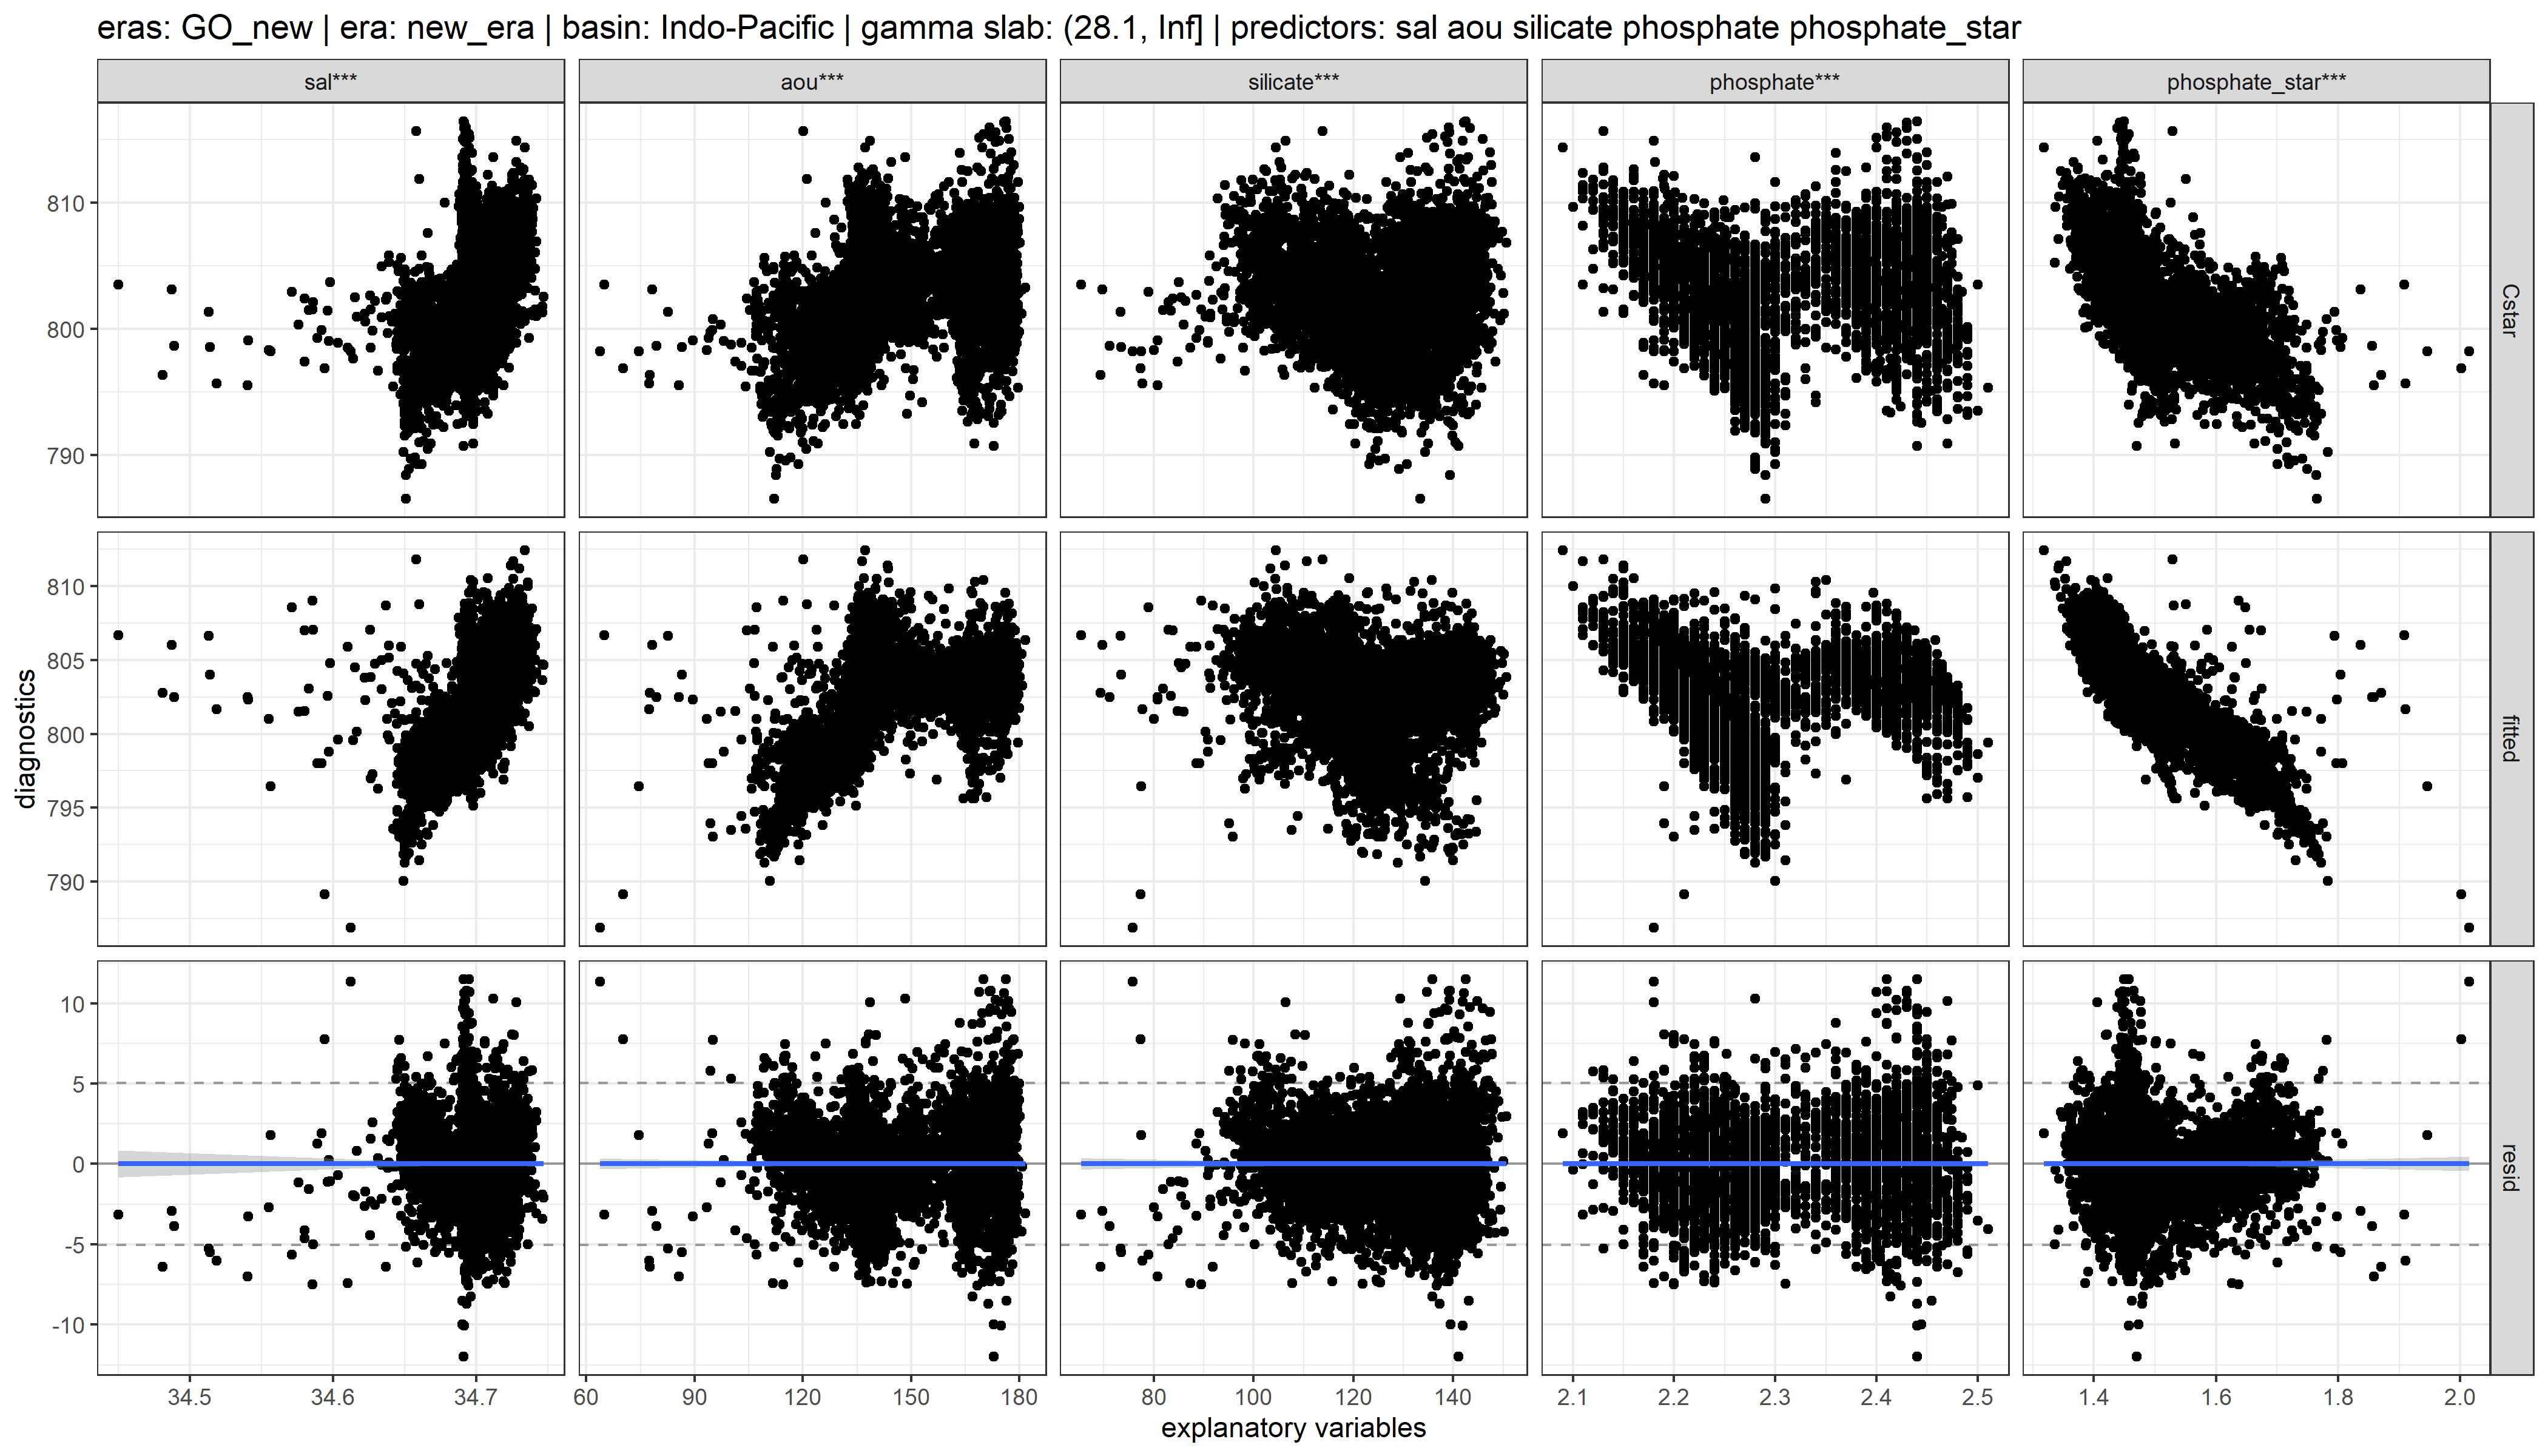 eras: GO_new | era: new_era | basin: Indo-Pacific | gamma slab: (28.1, Inf] | predictors: sal aou silicate phosphate phosphate_star
sal*** aou*** silicate*** phosphate*** phosphate_star***
810
800
790
Cstar
810
805
800
795
790
fitted
diagnostics
10
5
0
-5
-10
resid
34.5 34.6 34.7 60 90 120 150 180 80 100 120 140 2.1 2.2 2.3 2.4 2.5 1.4 1.6 1.8 2.0
explanatory variables